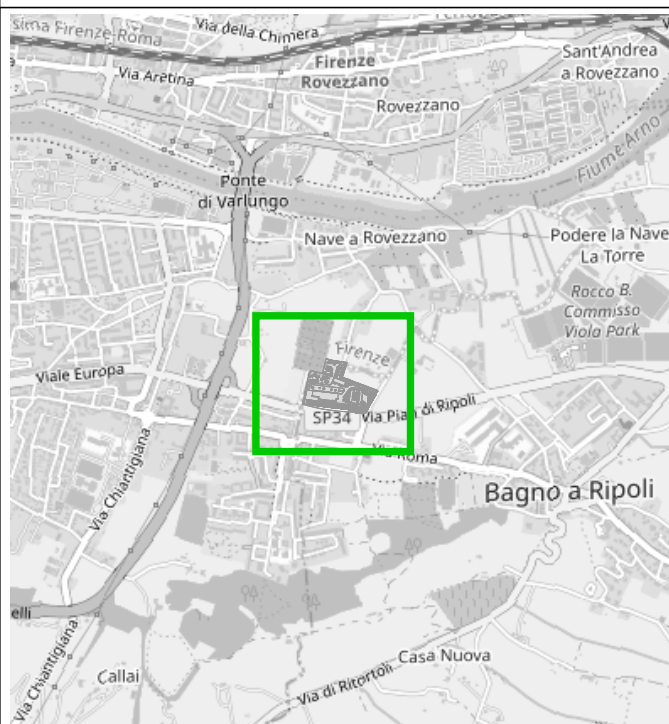 sima Firenze-Roma
Via della Chimera
Via Aretina
Firenze
Rovezzano
Sant'Andrea
a Rovezzano
Rovezzano
Fiume Arno
Ponte
di Varlungo
Nave a Rovezzano
Podere la Nave
La Torre
Rocco B.
Commisso
Viola Park
Firenze
Viale Europa
SP34
Via Pian di Ripoli
Via Roma
Via Chiantigiana
Bagno a Ripoli
elli
Via Chiantigiana
Callai
Casa Nuova
Via di Ritortoli